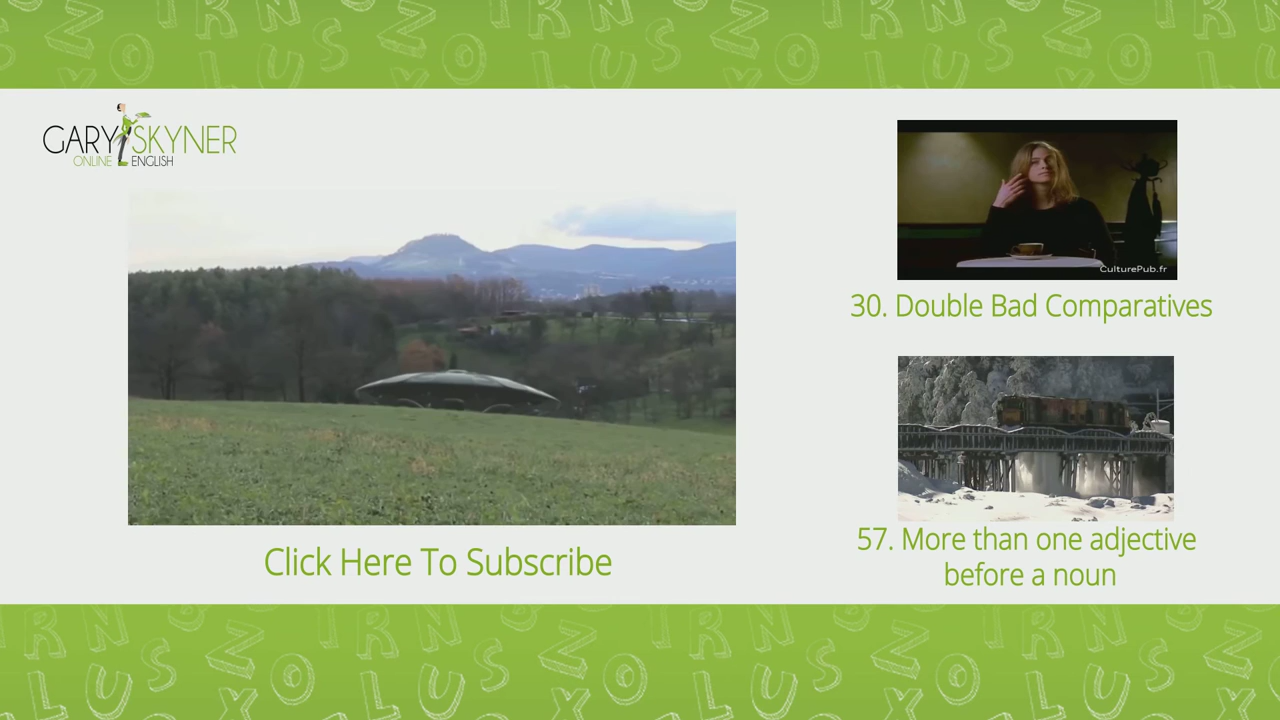 GARY SKYNER
ONLINE ENGLISH
CulturePub.fr
30. Double Bad Comparatives
57. More than one adjective
before a noun
Click Here To Subscribe